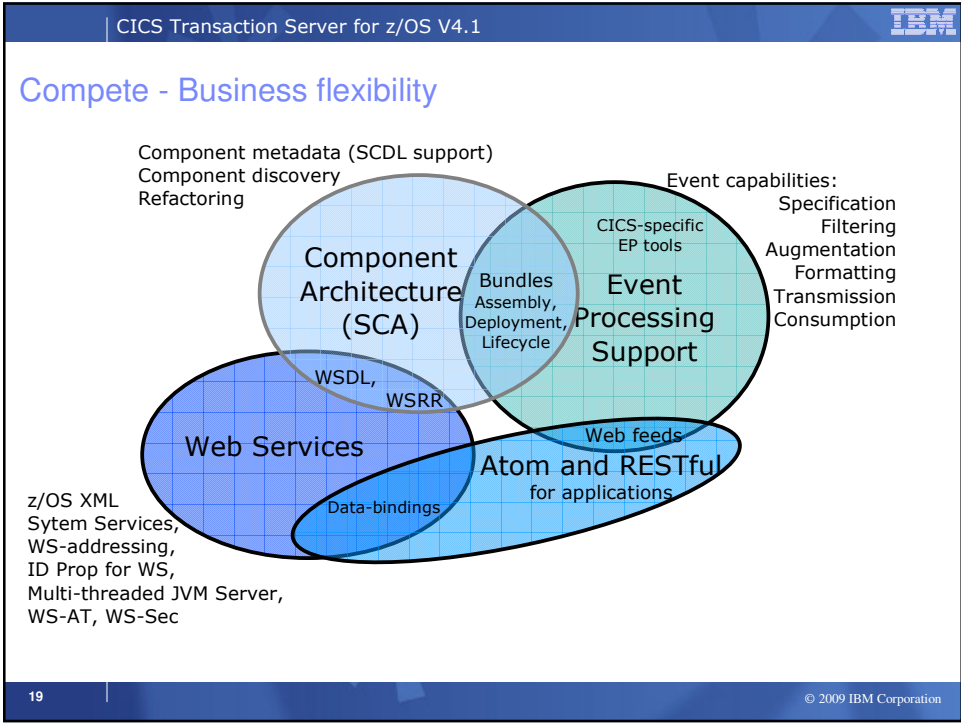 CICS Transaction Server for z/OS V4.1
IBM
Compete - Business flexibility
Component metadata (SCDL support)
Component discovery
Refactoring
Event capabilities:
Specification
Filtering
Augmentation
Formatting
Transmission
Consumption
CICS-specific
EP tools
Component
Architecture
(SCA)
Bundles
Assembly,
Deployment,
Lifecycle
Event
Processing
Support
WSDL,
WSRR
Web Services
Web feeds
Atom and RESTful
for applications
Data-bindings
z/OS XML
Sytem Services,
WS-addressing,
ID Prop for WS,
Multi-threaded JVM Server,
WS-AT, WS-Sec
19
© 2009 IBM Corporation